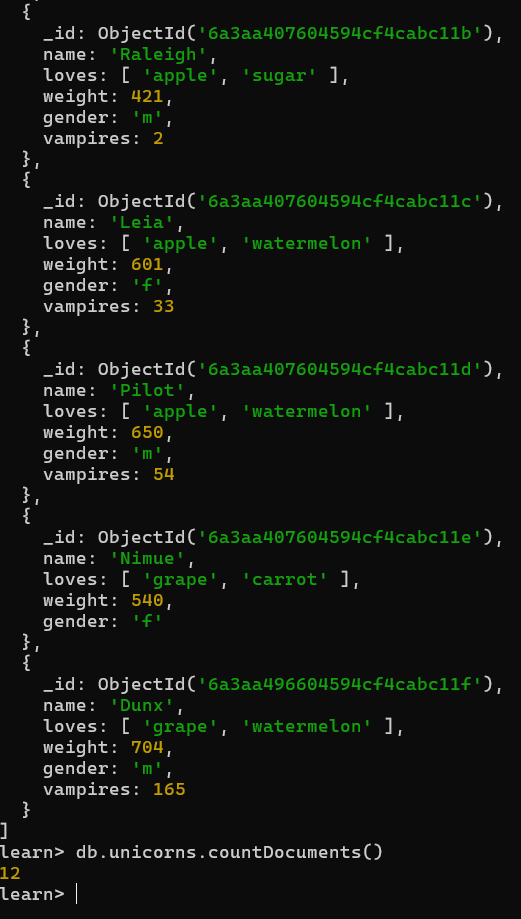 {
_id: ObjectId('6a3aa407604594cf4cabc11b'),
name: 'Raleigh',
loves: [ 'apple', 'sugar' ],
weight: 421,
gender: 'm',
vampires: 2
},
{
_id: ObjectId('6a3aa407604594cf4cabc11c'),
name: 'Leia',
loves: [ 'apple', 'watermelon' ],
weight: 601,
gender: 'f',
vampires: 33
},
{
_id: ObjectId('6a3aa407604594cf4cabc11d'),
name: 'Pilot',
loves: [ 'apple', 'watermelon' ],
weight: 650,
gender: 'm',
vampires: 54
},
{
_id: ObjectId('6a3aa407604594cf4cabc11e'),
name: 'Nimue',
loves: [ 'grape', 'carrot' ],
weight: 540,
gender: 'f'
},
{
_id: ObjectId('6a3aa496604594cf4cabc11f'),
name: 'Dunx',
loves: [ 'grape', 'watermelon' ],
weight: 704,
gender: 'm',
vampires: 165
}
]
learn> db.unicorns.countDocuments()
12
learn>